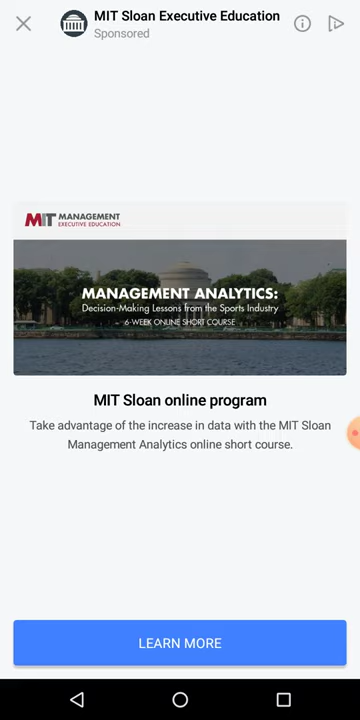 MIT Sloan Executive Education
Sponsored
MIT MANAGEMENT
EXECUTIVE EDUCATION
MANAGEMENT ANALYTICS:
Decision-Making Lessons from the Sports Industry
6-WEEK ONLINE SHORT COURSE
MIT Sloan online program
Take advantage of the increase in data with the MIT Sloan
Management Analytics online short course.
LEARN MORE